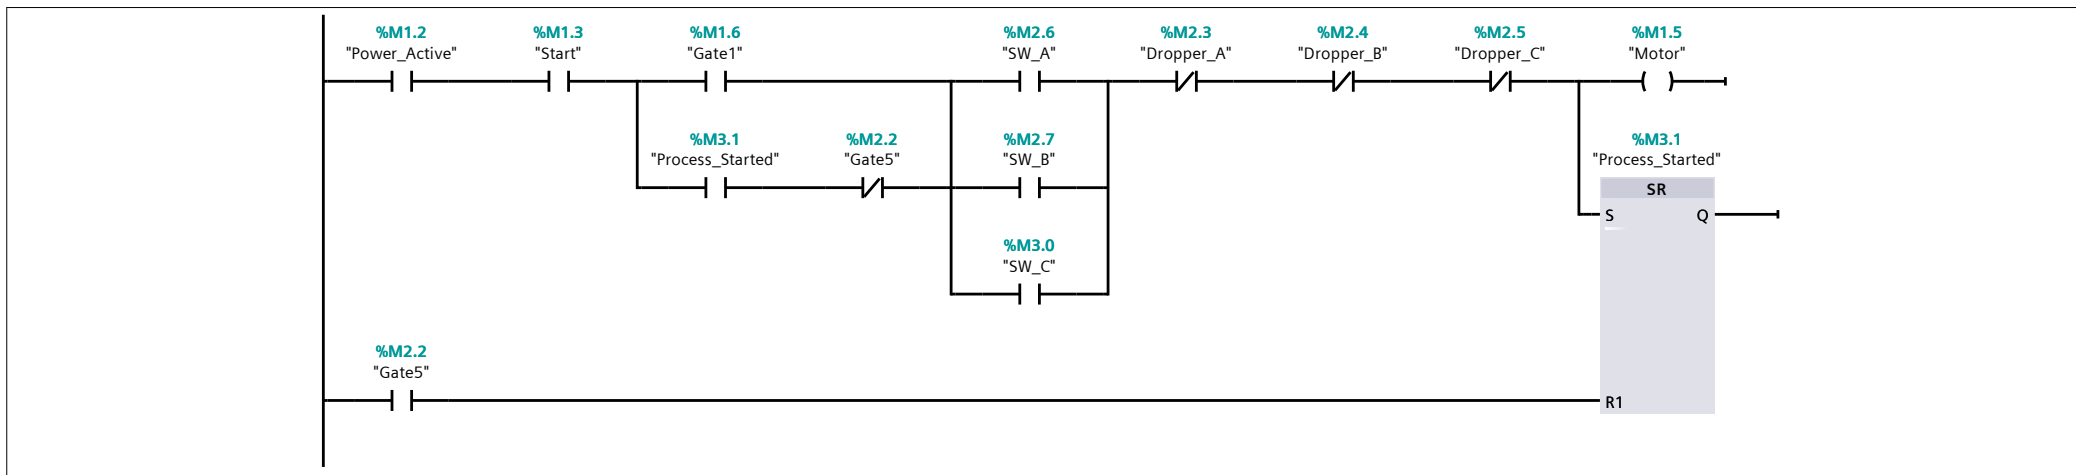 %M1.2 %M1.3 %M1.6 %M2.6 %M2.3 %M2.4 %M2.5 %M1.5
"Power_Active" "Start" "Gate1" "SW_A" "Dropper_A" "Dropper_B" "Dropper_C" "Motor"
%M3.1 %M2.2 %M2.7 %M3.1
"Process_Started" "Gate5" "SW_B" "Process_Started"
SR
S Q
%M3.0
"SW_C"
%M2.2
"Gate5"
R1